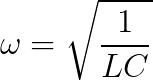 ω = √(1/LC)